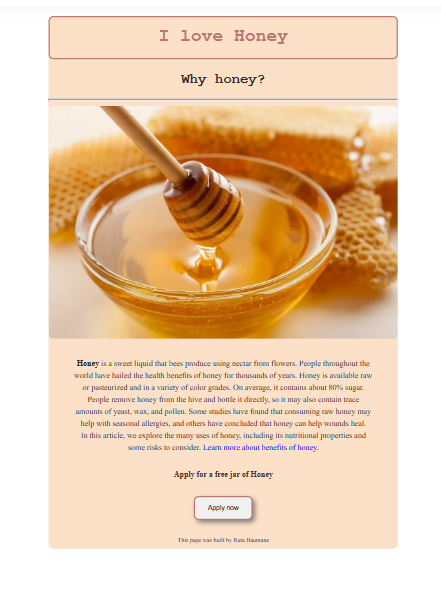 I love Honey
Why honey?
Honey is a sweet liquid that bees produce using nectar from flowers. People throughout the
world have hailed the health benefits of honey for thousands of years. Honey is available raw
or pasteurized and in a variety of color grades. On average, it contains about 80% sugar.
People remove honey from the hive and bottle it directly, so it may also contain trace
amounts of yeast, wax, and pollen. Some studies have found that consuming raw honey may
help with seasonal allergies, and others have concluded that honey can help wounds heal.
In this article, we explore the many uses of honey, including its nutritional properties and
some risks to consider. Learn more about benefits of honey.
Apply for a free jar of Honey
Apply now
This page was built by Ruta Baumane